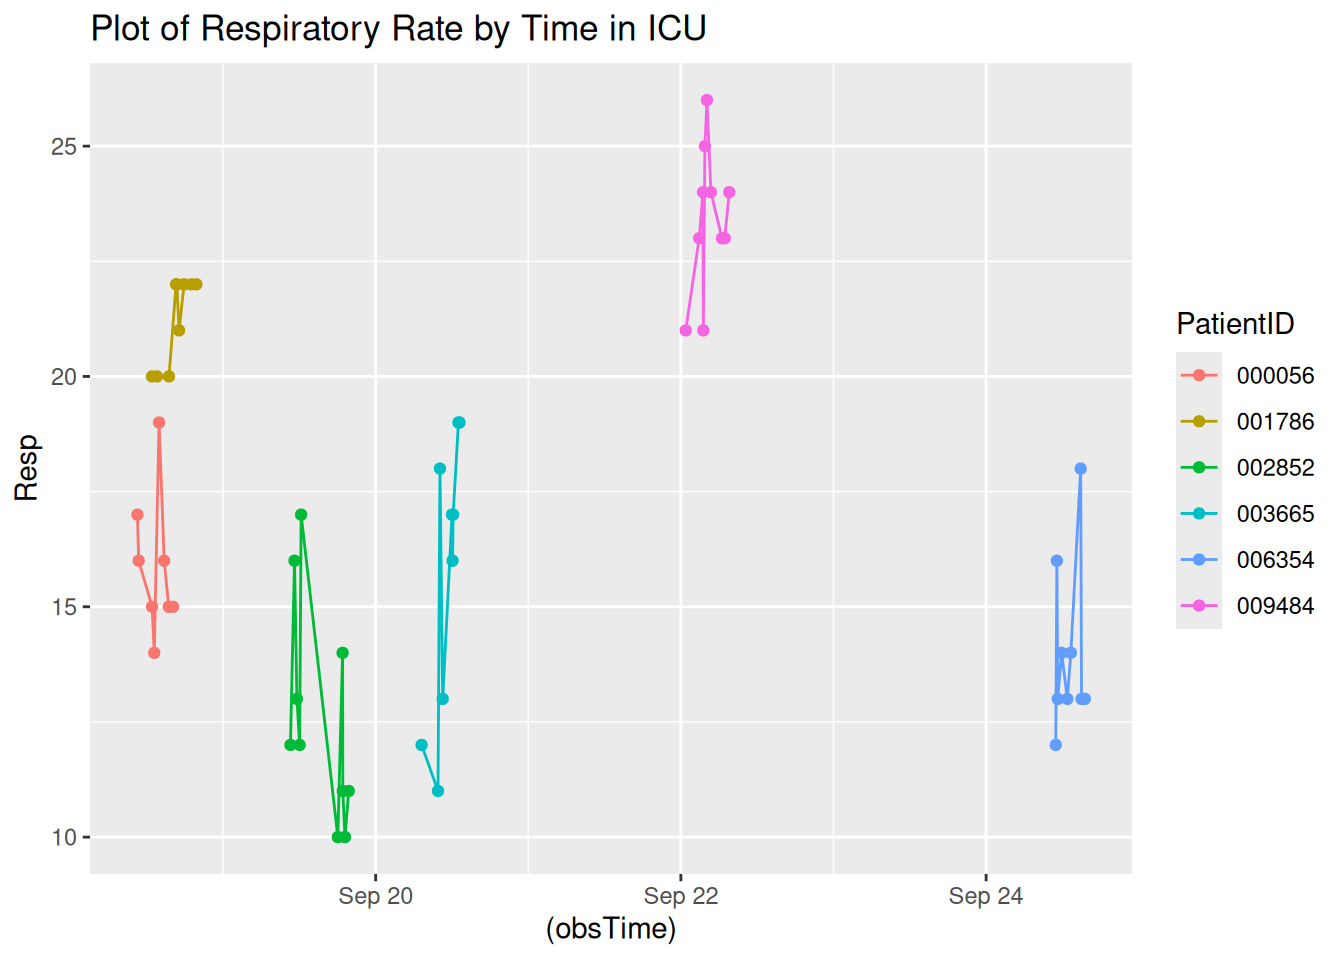 Plot of Respiratory Rate by Time in ICU
25
20
15
10
Resp
Sep 20
Sep 22
Sep 24
(obsTime)
PatientID
000056
001786
002852
003665
006354
009484